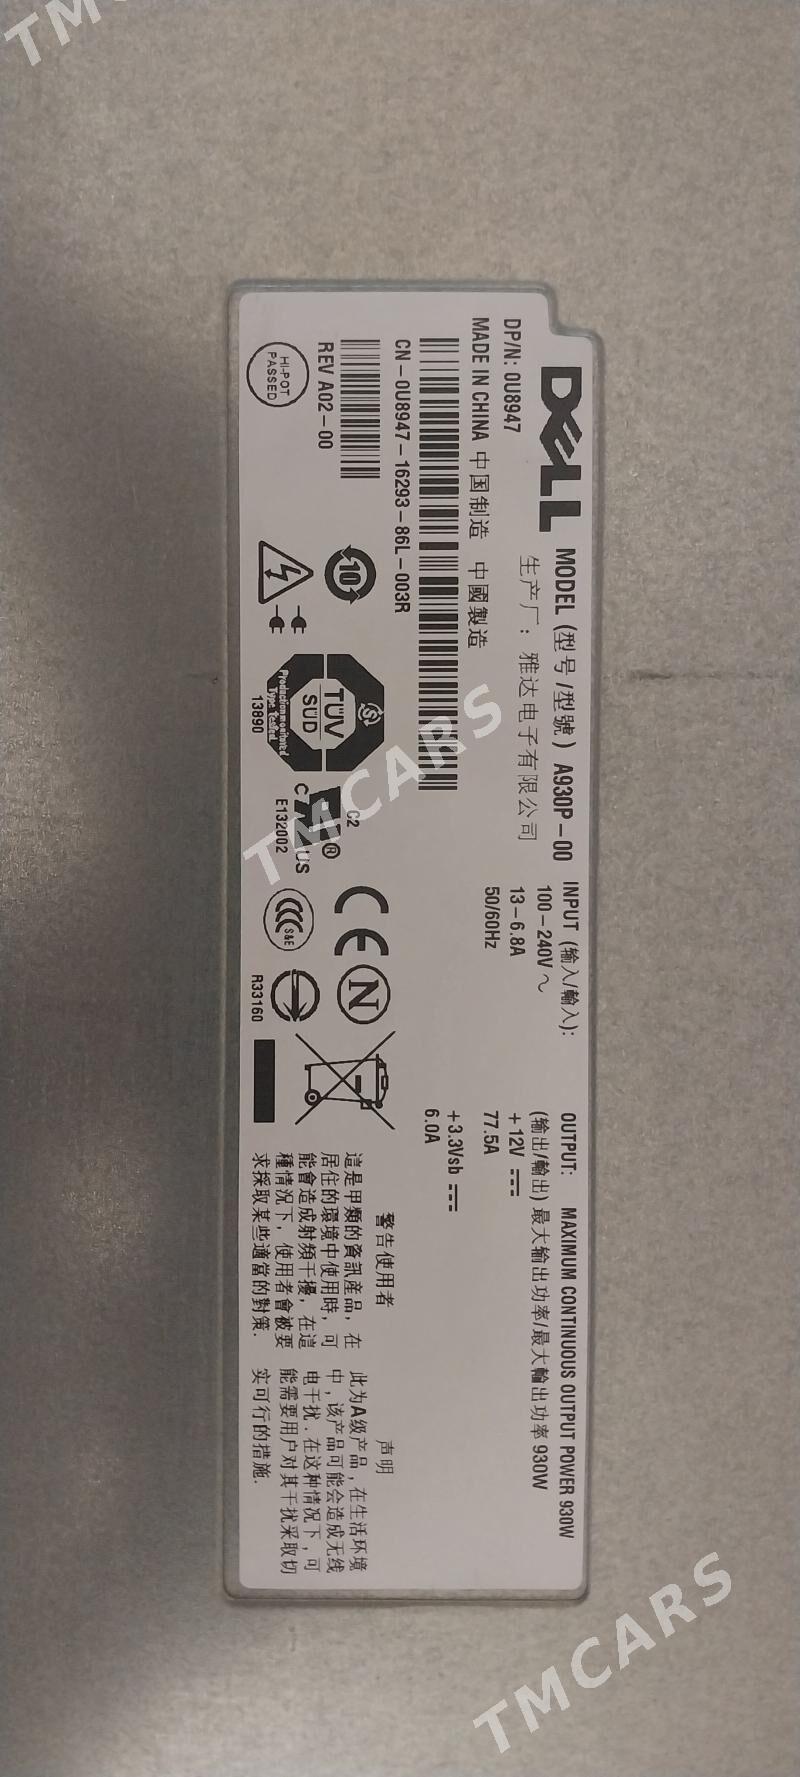 DELL
MODEL (型号/型號) A930P-00
生产厂: 雅达电子有限公司
DP/N: 0U8947
MADE IN CHINA 中国制造 中國製造
CN-0U8947-16293-86L-003R
REV A02-00
HI-POT
PASSED
INPUT (输入/輸入):
100-240V~
13-6.8A
50/60Hz
OUTPUT: MAXIMUM CONTINUOUS OUTPUT POWER 930W
(输出/輸出) 最大输出功率/最大輸出功率 930W
+12V ⎓
77.5A
+3.3Vsb ⎓
6.0A
10
TÜV
SÜD
Production monitored
Type tested
13890
C2
C US
®
E132002
CE
N
S&E
R33160
警告使用者
這是甲類的資訊產品, 在
居住的環境中使用時, 可
能會造成射頻干擾, 在這
種情況下, 使用者會被要
求採取某些適當的對策.
声明
此为A级产品, 在生活环境
中, 该产品可能会造成无线
电干扰. 在这种情况下, 可
能需要用户对其干扰采取切
实可行的措施.
TMCARS
TMCARS